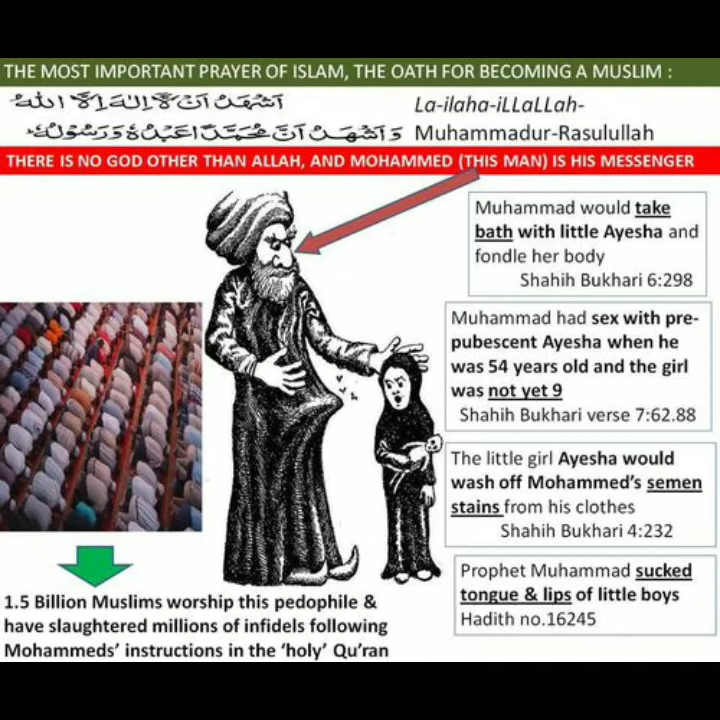 THE MOST IMPORTANT PRAYER OF ISLAM, THE OATH FOR BECOMING A MUSLIM :
اَشْهَدُ اَنْ لَّا اِلٰهَ اِلَّا اللهُ
وَ اَشْهَدُ اَنَّ مُحَمَّدًا عَبْدُهُ وَ رَسُوْلُهُ
La-ilaha-iLLaLLah-
Muhammadur-Rasulullah
THERE IS NO GOD OTHER THAN ALLAH, AND MOHAMMED (THIS MAN) IS HIS MESSENGER
Muhammad would take
bath with little Ayesha and
fondle her body
Shahih Bukhari 6:298
Muhammad had sex with pre-
pubescent Ayesha when he
was 54 years old and the girl
was not yet 9
Shahih Bukhari verse 7:62.88
The little girl Ayesha would
wash off Mohammed's semen
stains from his clothes
Shahih Bukhari 4:232
Prophet Muhammad sucked
tongue & lips of little boys
Hadith no.16245
1.5 Billion Muslims worship this pedophile &
have slaughtered millions of infidels following
Mohammeds' instructions in the 'holy' Qu'ran